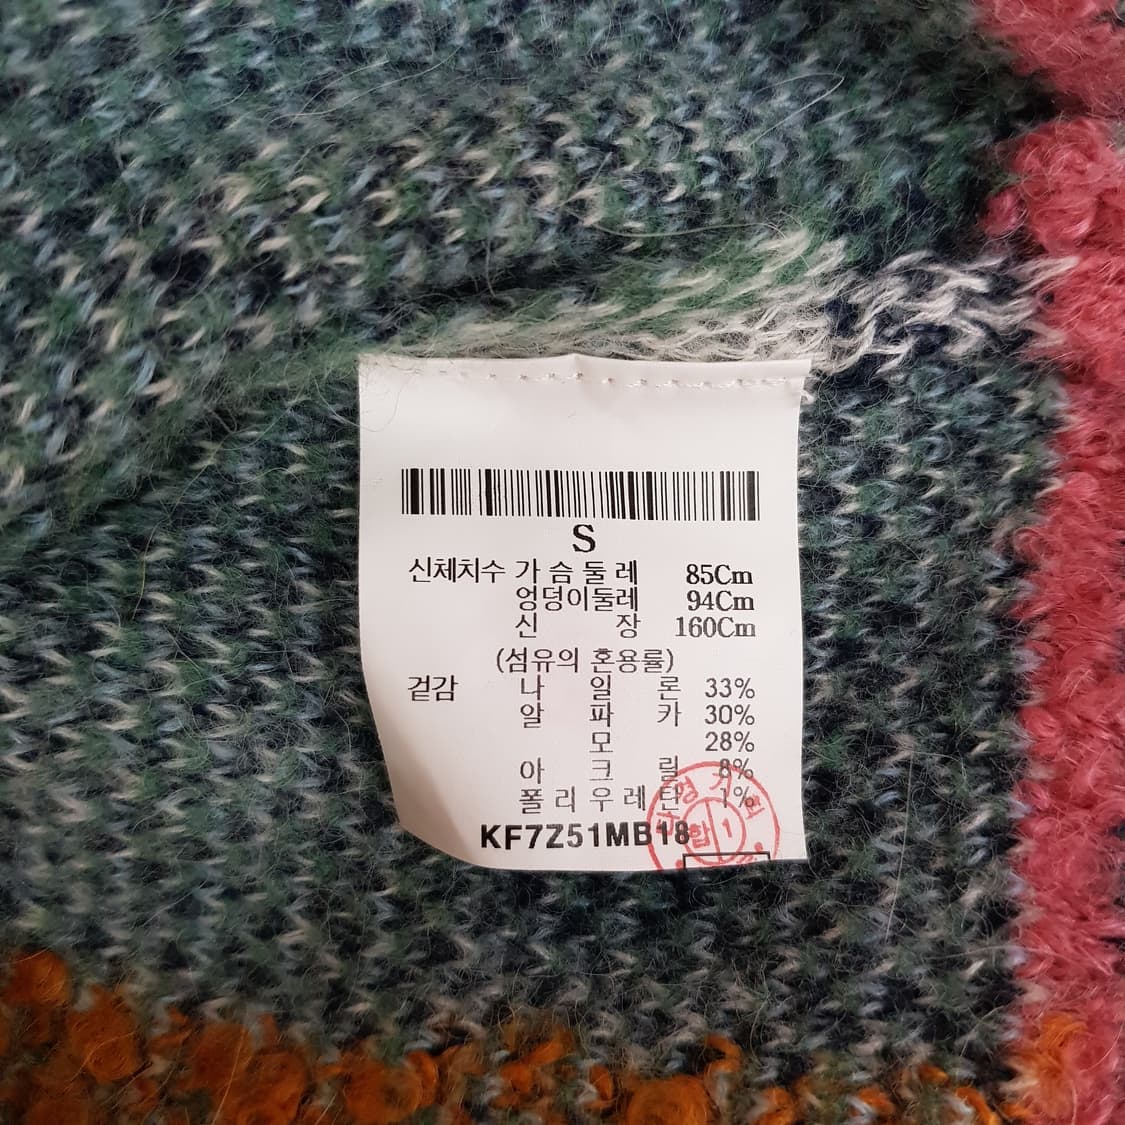 S
신체치수 가슴둘레 85Cm
엉덩이둘레 94Cm
신장 160Cm
(섬유의 혼용률)
겉감 나일론 33%
알파카 30%
모 28%
아크릴 8%
폴리우레탄 1%
KF7Z51MB18
합 1